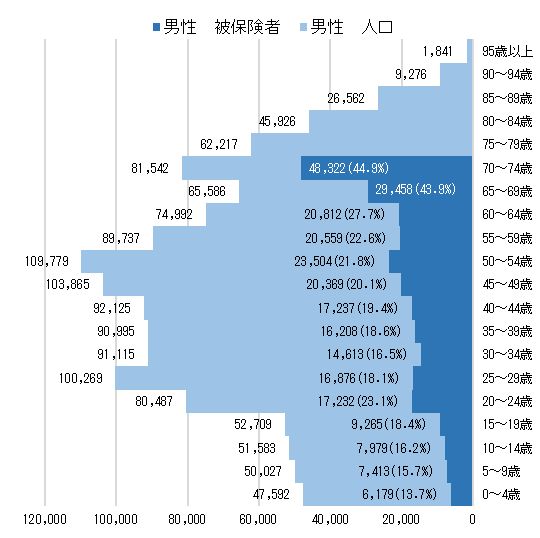 男性　被保険者 男性　人口
1,841 95歳以上
9,276 90～94歳
26,562 85～89歳
45,926 80～84歳
62,217 75～79歳
81,542 48,322(44.9%) 70～74歳
65,586 29,458(43.9%) 65～69歳
74,992 20,812(27.7%) 60～64歳
89,737 20,559(22.6%) 55～59歳
109,779 23,504(21.8%) 50～54歳
103,865 20,369(20.1%) 45～49歳
92,125 17,237(19.4%) 40～44歳
90,995 16,208(18.6%) 35～39歳
91,115 14,613(16.5%) 30～34歳
100,269 16,876(18.1%) 25～29歳
80,487 17,232(23.1%) 20～24歳
52,709 9,265(18.4%) 15～19歳
51,583 7,979(16.2%) 10～14歳
50,027 7,413(15.7%) 5～9歳
47,592 6,179(13.7%) 0～4歳
120,000 100,000 80,000 60,000 40,000 20,000 0